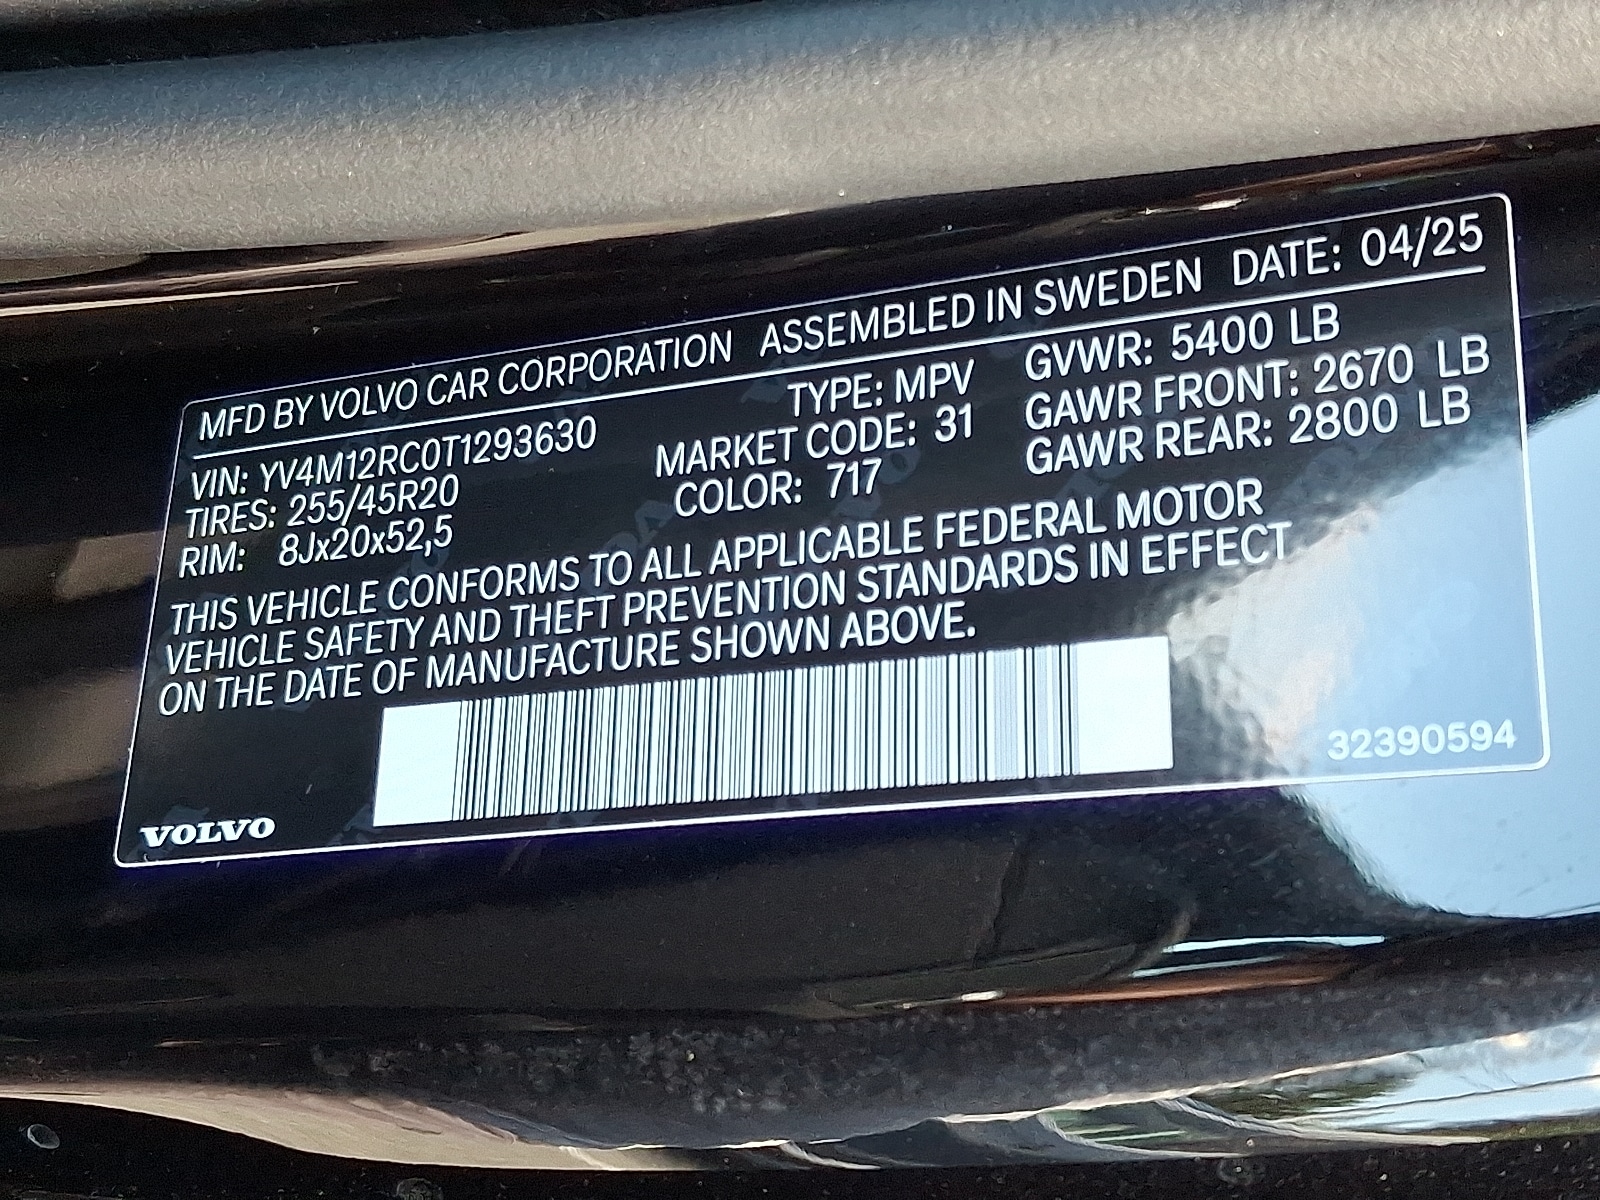 MFD BY VOLVO CAR CORPORATION ASSEMBLED IN SWEDEN DATE: 04/25
VIN: YV4M12RC0T1293630 TYPE: MPV GVWR: 5400 LB
TIRES: 255/45R20 MARKET CODE: 31 GAWR FRONT: 2670 LB
RIM: 8Jx20x52,5 COLOR: 717 GAWR REAR: 2800 LB
THIS VEHICLE CONFORMS TO ALL APPLICABLE FEDERAL MOTOR
VEHICLE SAFETY AND THEFT PREVENTION STANDARDS IN EFFECT
ON THE DATE OF MANUFACTURE SHOWN ABOVE.
32390594
VOLVO